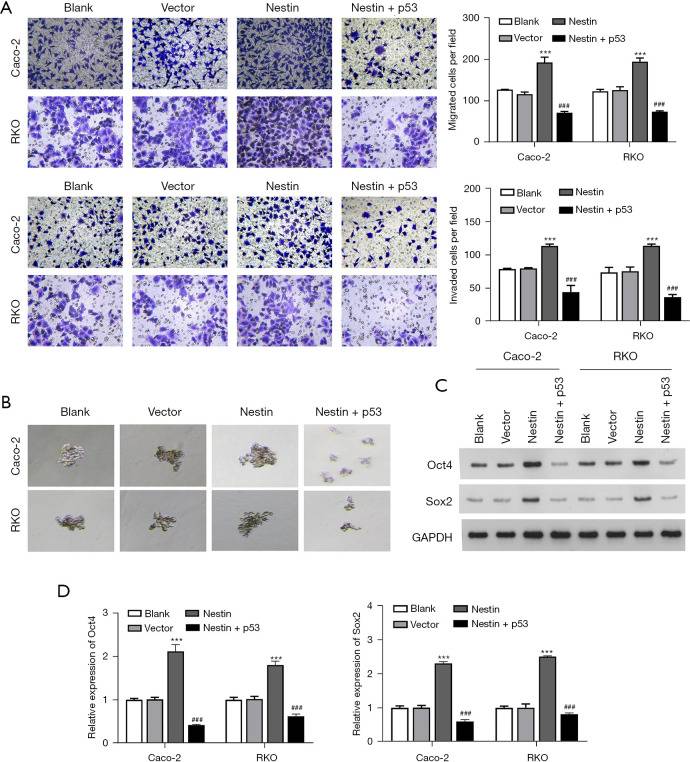 A
Blank Vector Nestin Nestin + p53
Caco-2
RKO
Migrated cells per field
300
200
100
0
Blank
Vector
Nestin
Nestin + p53
***
###
***
###
Caco-2 RKO
Blank Vector Nestin Nestin + p53
Caco-2
RKO
Invaded cells per field
200
150
100
50
0
Blank
Vector
Nestin
Nestin + p53
***
###
***
###
Caco-2 RKO
B
Blank Vector Nestin Nestin + p53
Caco-2
RKO
C
Caco-2 RKO
Blank Vector Nestin Nestin + p53 Blank Vector Nestin Nestin + p53
Oct4
Sox2
GAPDH
D
Relative expression of Oct4
3
2
1
0
Blank
Vector
Nestin
Nestin + p53
***
###
***
###
Caco-2 RKO
Relative expression of Sox2
4
3
2
1
0
Blank
Vector
Nestin
Nestin + p53
***
###
***
###
Caco-2 RKO